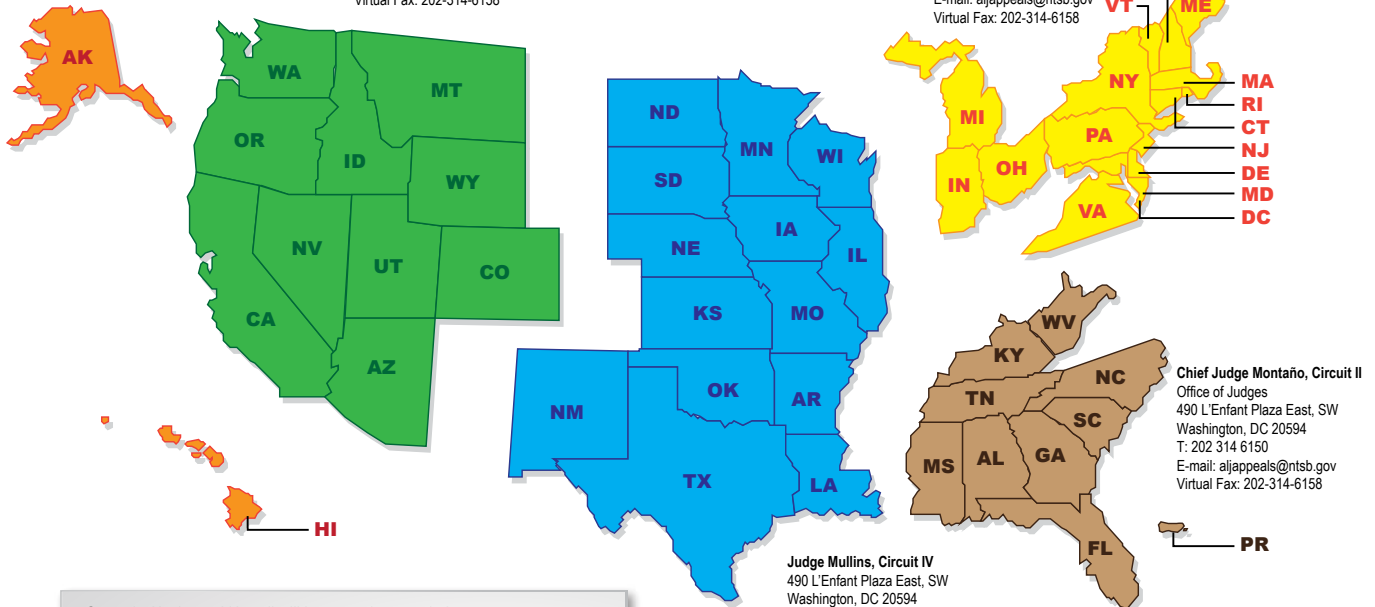 Virtual Fax: 202-314-6158
E-mail: aljappeals@ntsb.gov
Virtual Fax: 202-314-6158
VT
ME
AK
WA
MT
OR
ID
WY
NV
UT
CO
CA
AZ
HI
ND
MN
WI
SD
IA
NE
IL
KS
MO
OK
AR
NM
TX
LA
NY
MI
PA
OH
IN
VA
MA
RI
CT
NJ
DE
MD
DC
WV
KY
NC
TN
SC
MS
AL
GA
FL
PR
Chief Judge Montaño, Circuit II
Office of Judges
490 L'Enfant Plaza East, SW
Washington, DC 20594
T: 202 314 6150
E-mail: aljappeals@ntsb.gov
Virtual Fax: 202-314-6158
Judge Mullins, Circuit IV
490 L'Enfant Plaza East, SW
Washington, DC 20594